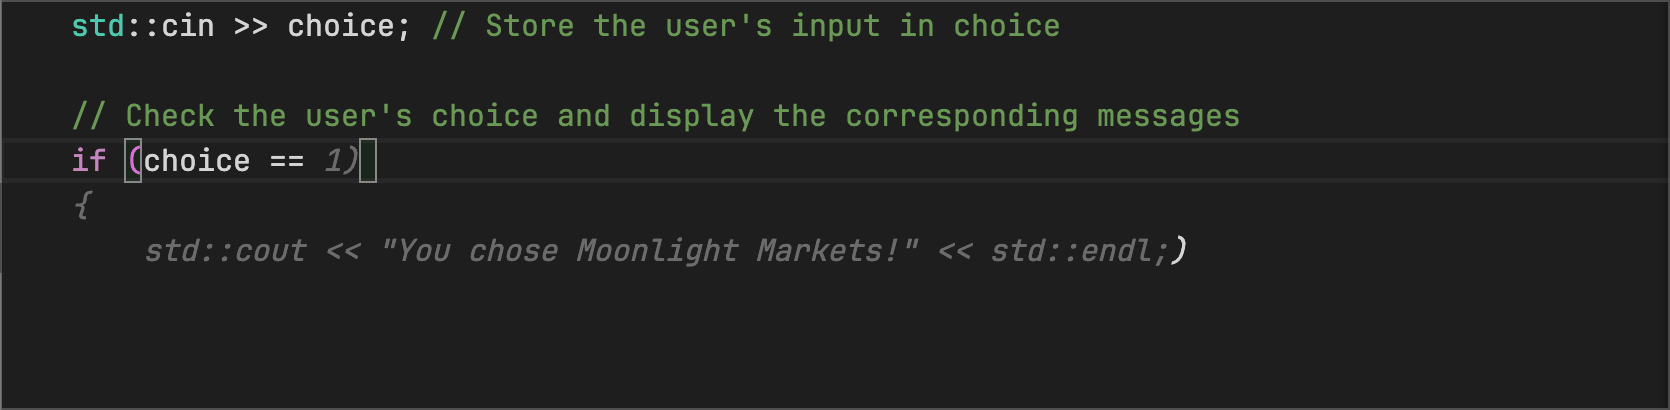 std::cin >> choice; // Store the user's input in choice
// Check the user's choice and display the corresponding messages
if (choice == 1)
{
std::cout << "You chose Moonlight Markets!" << std::endl;)